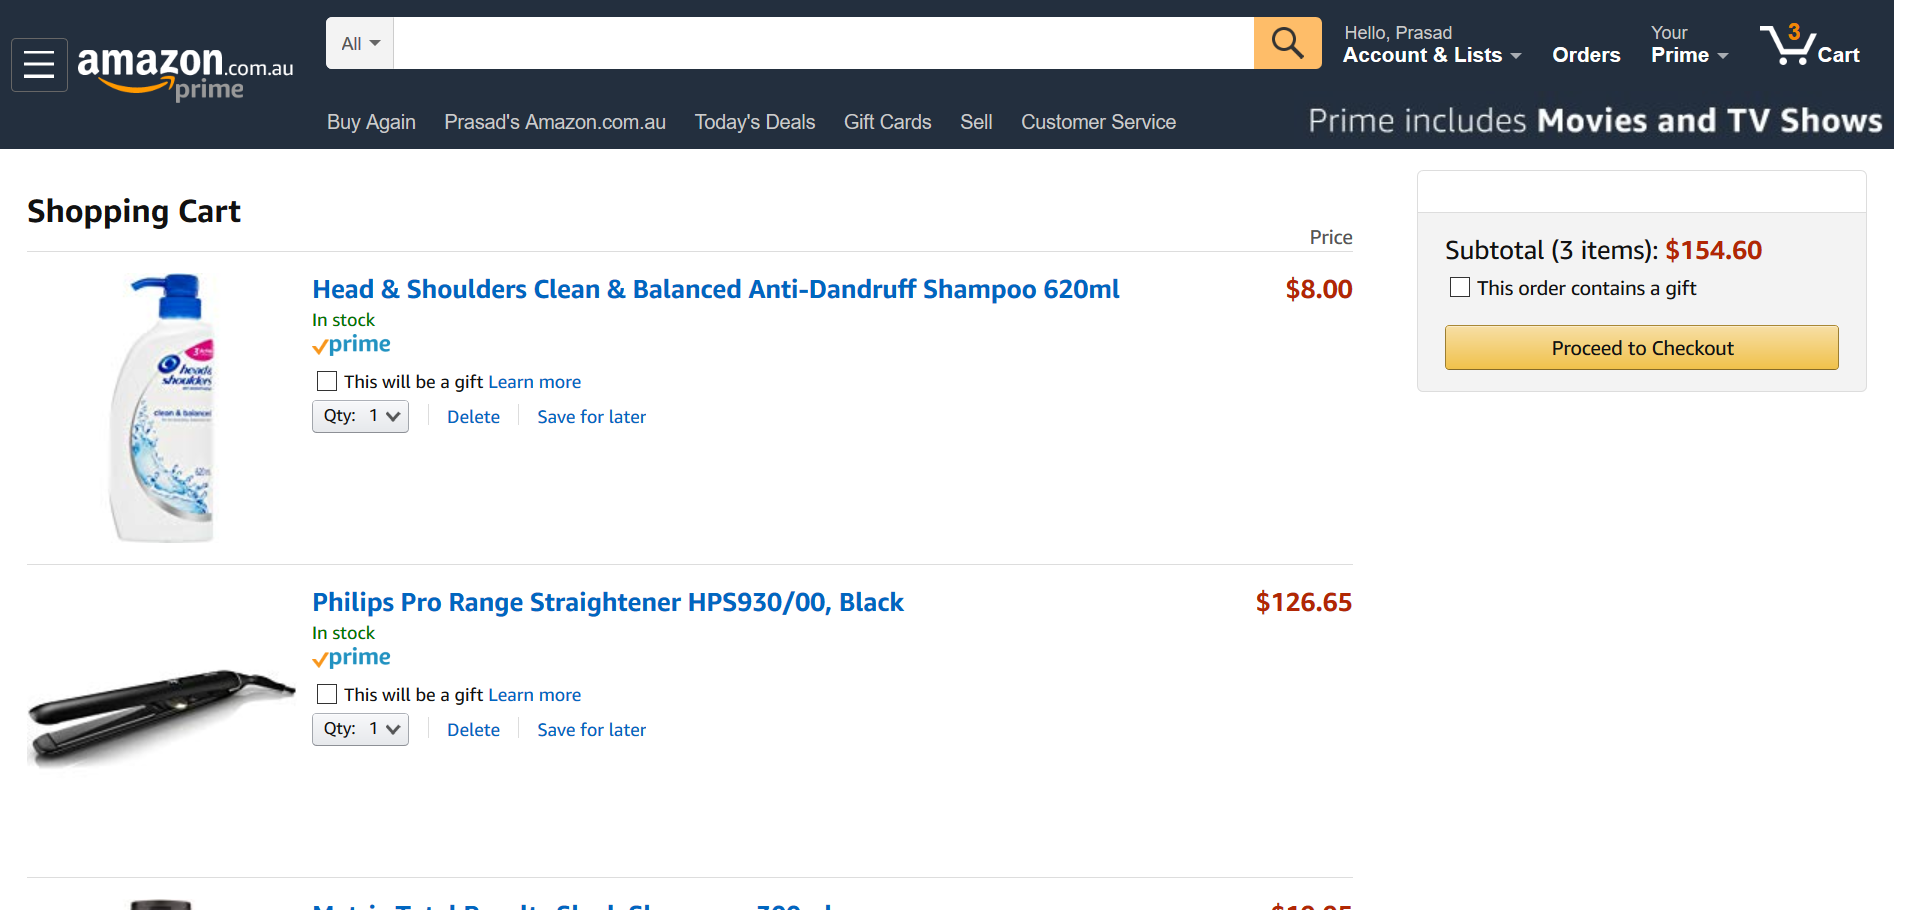 All
Hello, Prasad
Account & Lists
Orders
Your
Prime
3
Cart
amazon.com.au
prime
Buy Again
Prasad's Amazon.com.au
Today's Deals
Gift Cards
Sell
Customer Service
Prime includes Movies and TV Shows
Shopping Cart
Price
Subtotal (3 items): $154.60
This order contains a gift
Proceed to Checkout
Head & Shoulders Clean & Balanced Anti-Dandruff Shampoo 620ml
$8.00
In stock
prime
This will be a gift Learn more
Qty: 1
Delete
Save for later
head &
shoulders
clean & balanced
Philips Pro Range Straightener HPS930/00, Black
$126.65
In stock
prime
This will be a gift Learn more
Qty: 1
Delete
Save for later